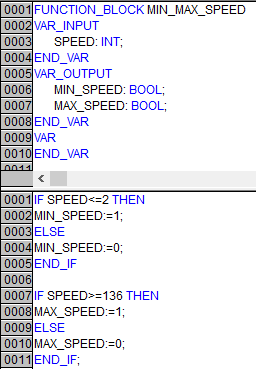 0001 FUNCTION_BLOCK MIN_MAX_SPEED
0002 VAR_INPUT
0003 SPEED: INT;
0004 END_VAR
0005 VAR_OUTPUT
0006 MIN_SPEED: BOOL;
0007 MAX_SPEED: BOOL;
0008 END_VAR
0009 VAR
0010 END_VAR
0011
0001 IF SPEED<=2 THEN
0002 MIN_SPEED:=1;
0003 ELSE
0004 MIN_SPEED:=0;
0005 END_IF
0006
0007 IF SPEED>=136 THEN
0008 MAX_SPEED:=1;
0009 ELSE
0010 MAX_SPEED:=0;
0011 END_IF;